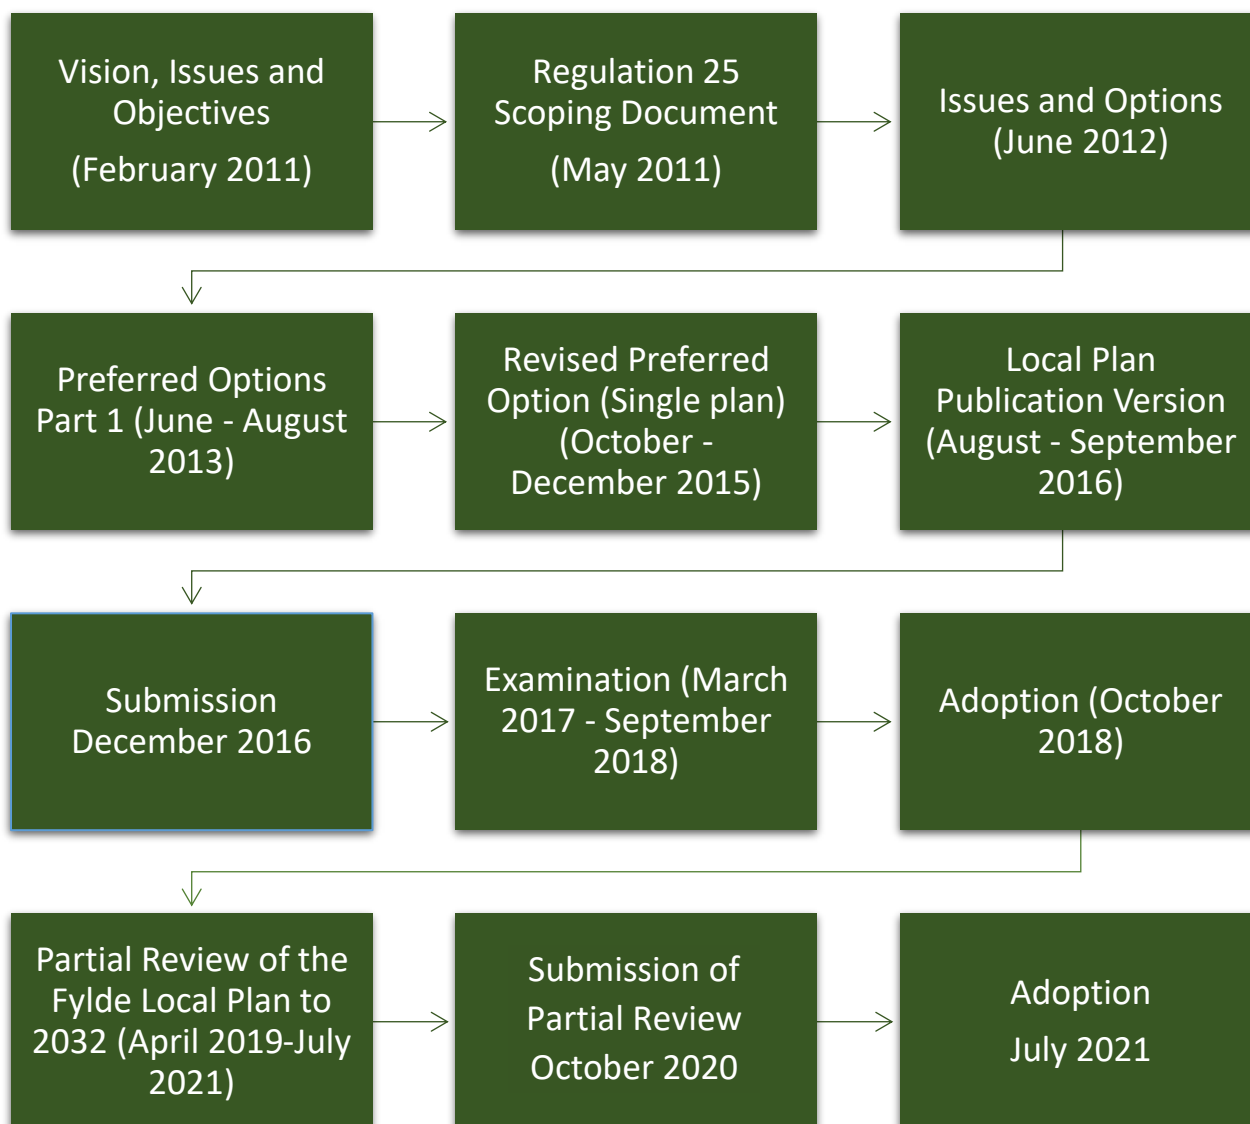 Vision, Issues and
Objectives
(February 2011)
Regulation 25
Scoping Document
(May 2011)
Issues and Options
(June 2012)
Preferred Options
Part 1 (June - August
2013)
Revised Preferred
Option (Single plan)
(October -
December 2015)
Local Plan
Publication Version
(August - September
2016)
Submission
December 2016
Examination (March
2017 - September
2018)
Adoption (October
2018)
Partial Review of the
Fylde Local Plan to
2032 (April 2019-July
2021)
Submission of
Partial Review
October 2020
Adoption
July 2021